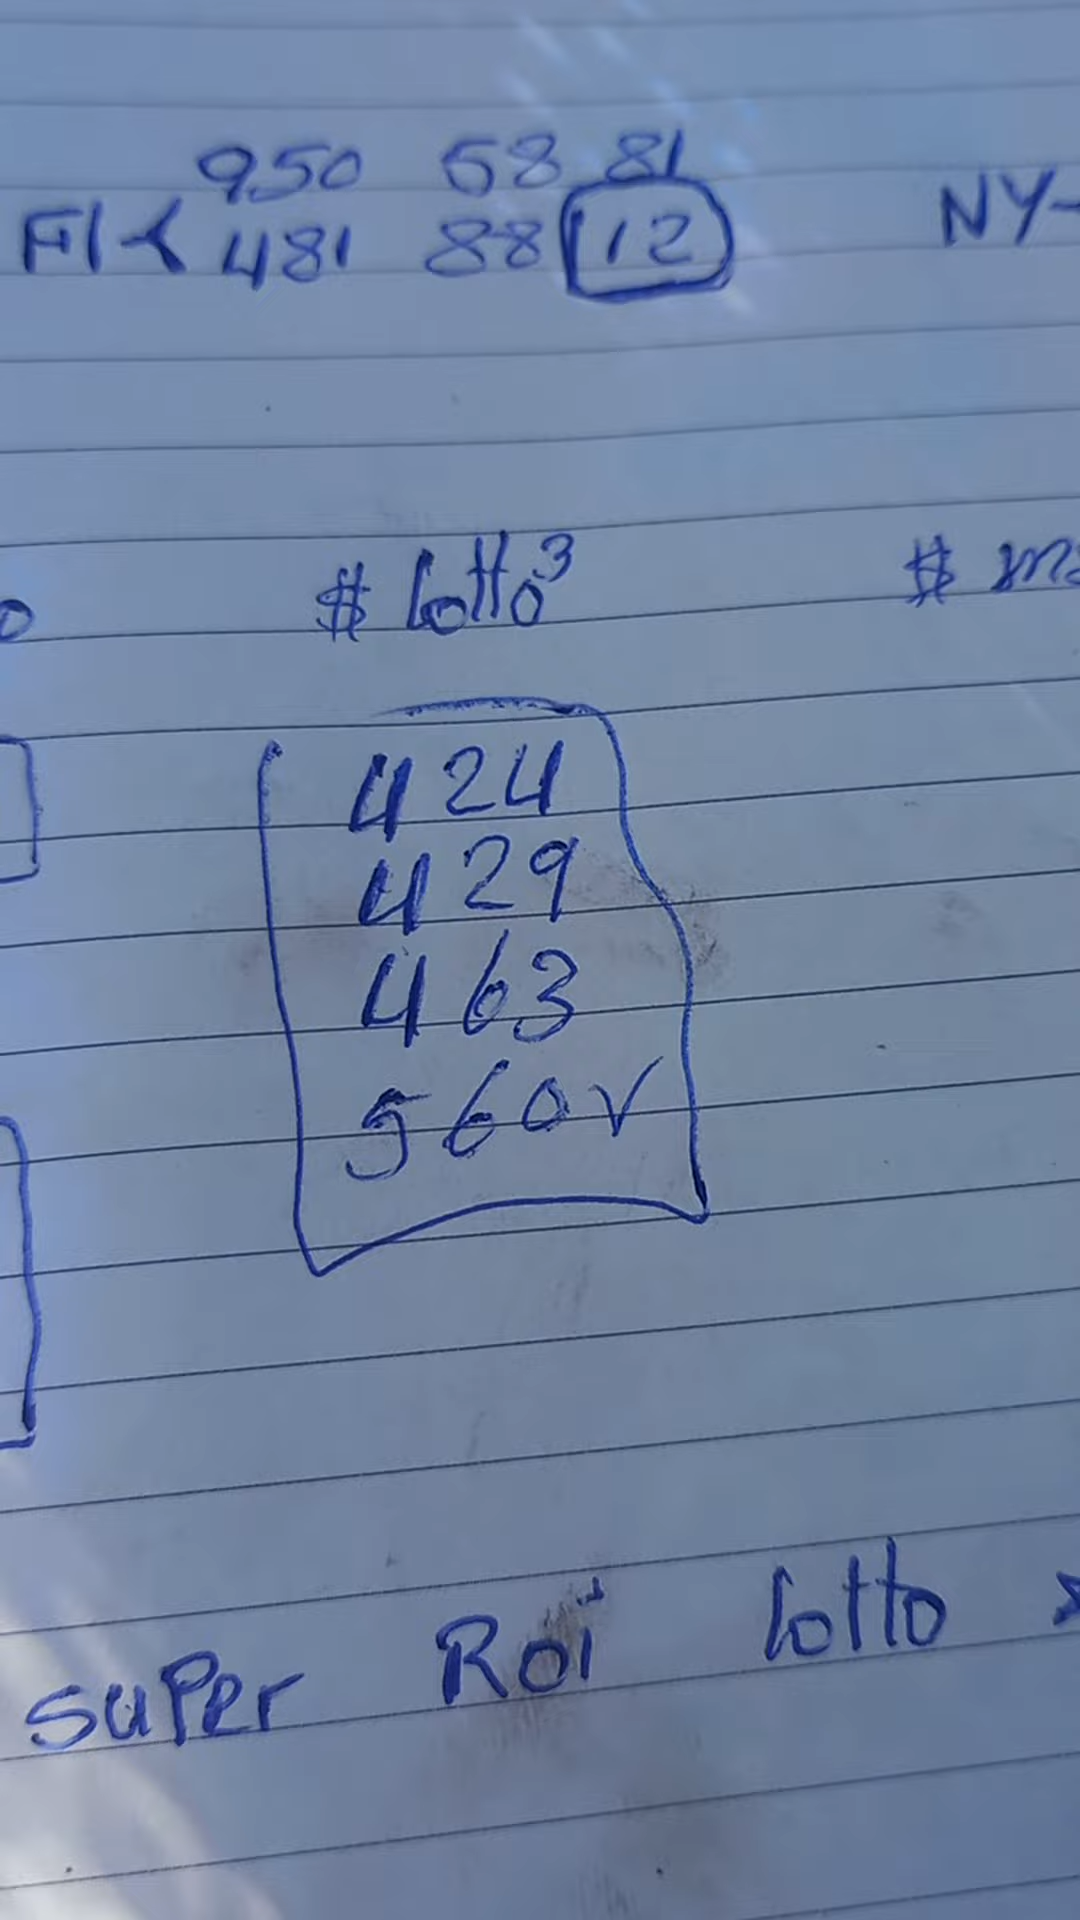 950 58 81
FL < 481 88 12 NY-
$ lotto3 $ m
424
429
463
560 ✓
super Roi lotto